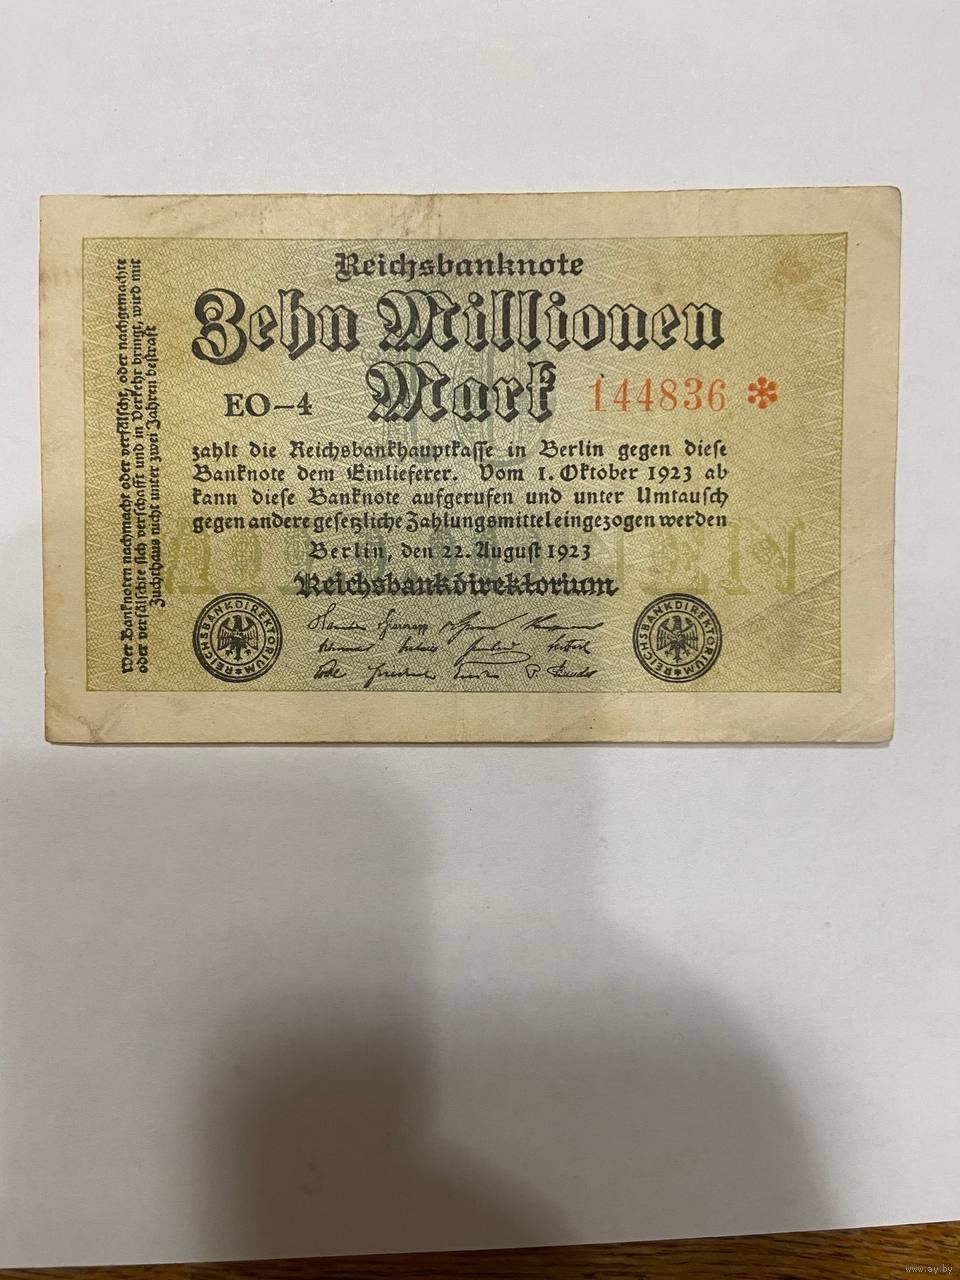 Reichsbanknote
Zehn Millionen
Mark
EO-4
144836 *
zahlt die Reichsbankhauptkasse in Berlin gegen diese
Banknote dem Einlieferer. Vom 1. Oktober 1923 ab
kann diese Banknote aufgerufen und unter Umtausch
gegen andere gesetzliche Zahlungsmittel eingezogen werden
Berlin, den 22. August 1923
Reichsbankdirektorium
REICHSBANKDIREKTORIUM
REICHSBANKDIREKTORIUM
Wer Banknoten nachmacht oder verfälscht, oder nachgemachte
oder verfälschte sich verschafft und in Verkehr bringt, wird mit
Zuchthaus nicht unter zwei Jahren bestraft
www.ay.by